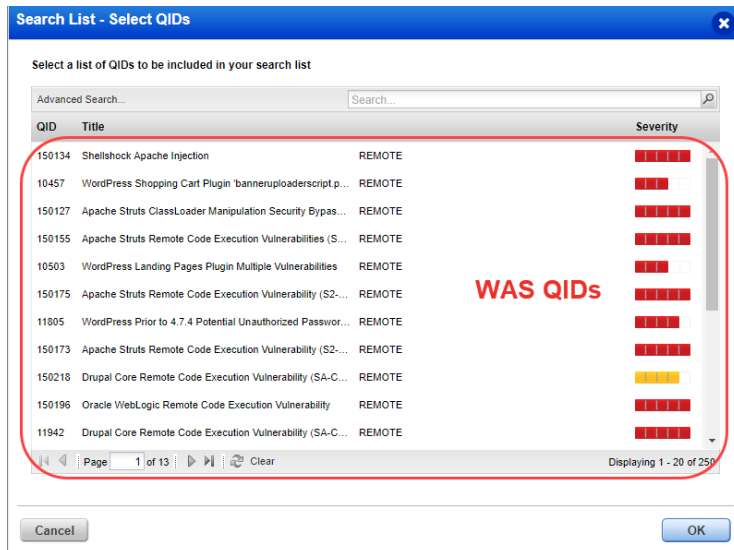 Search List - Select QIDs
Select a list of QIDs to be included in your search list
Advanced Search... Search...
QID Title Severity
150134 Shellshock Apache Injection REMOTE
10457 WordPress Shopping Cart Plugin 'banneruploaderscript.p... REMOTE
150127 Apache Struts ClassLoader Manipulation Security Bypas... REMOTE
150155 Apache Struts Remote Code Execution Vulnerabilities (S... REMOTE
10503 WordPress Landing Pages Plugin Multiple Vulnerabilities REMOTE
WAS QIDs
150175 Apache Struts Remote Code Execution Vulnerability (S2-... REMOTE
11805 WordPress Prior to 4.7.4 Potential Unauthorized Passwor... REMOTE
150173 Apache Struts Remote Code Execution Vulnerability (S2-... REMOTE
150218 Drupal Core Remote Code Execution Vulnerability (SA-C... REMOTE
150196 Oracle WebLogic Remote Code Execution Vulnerability REMOTE
11942 Drupal Core Remote Code Execution Vulnerability (SA-C... REMOTE
Page 1 of 13 Clear Displaying 1 - 20 of 250
Cancel OK